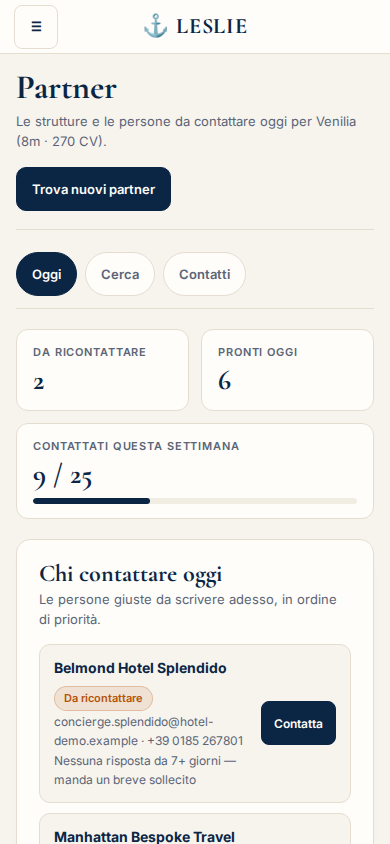 ☰
⚓ LESLIE
Partner
Le strutture e le persone da contattare oggi per Venilia
(8m · 270 CV).
Trova nuovi partner
Oggi
Cerca
Contatti
DA RICONTATTARE
2
PRONTI OGGI
6
CONTATTATI QUESTA SETTIMANA
9 / 25
Chi contattare oggi
Le persone giuste da scrivere adesso, in ordine
di priorità.
Belmond Hotel Splendido
Da ricontattare
concierge.splendido@hotel-
demo.example · +39 0185 267801
Nessuna risposta da 7+ giorni —
manda un breve sollecito
Contatta
Manhattan Bespoke Travel